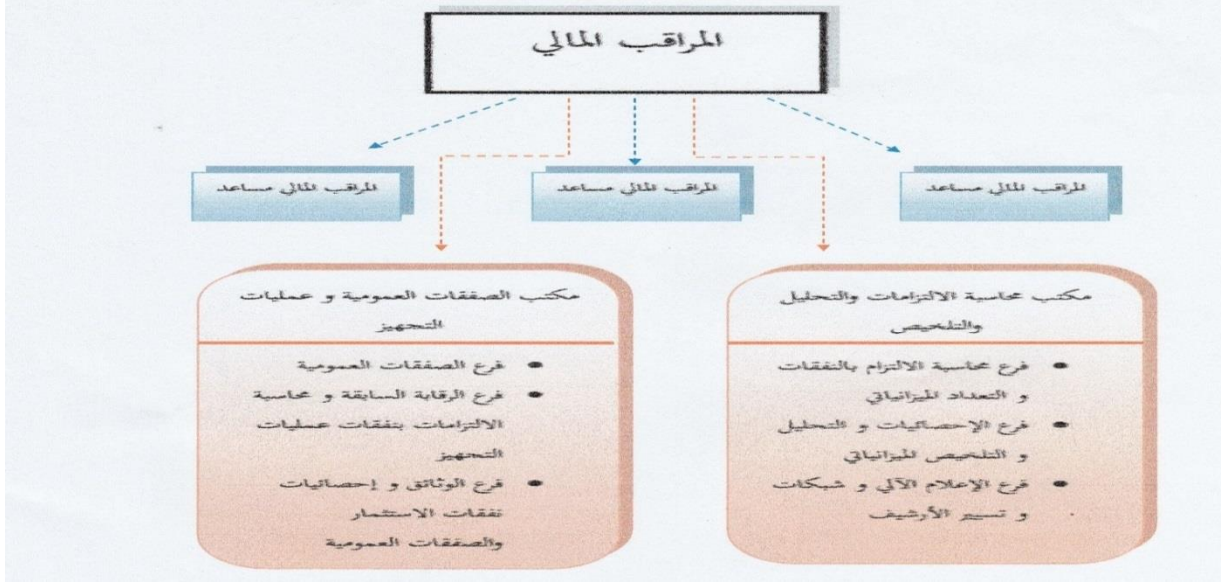 المراقب المالي
المراقب المالي مساعد
المراقب المالي مساعد
المراقب المالي مساعد
مكتب محاسبة الالتزامات والتحليل
والتلخيص
• فرع محاسبة الالتزام بالنفقات
و التعداد الميزانياتي
• فرع الإحصائيات و التحليل
و التلخيص الميزانياتي
• فرع الإعلام الآلي و شبكات
و تسيير الأرشيف
مكتب الصفقات العمومية و عمليات
التجهيز
• فرع الصفقات العمومية
• فرع الرقابة السابقة و محاسبة
الالتزامات بنفقات عمليات
التجهيز
• فرع الوثائق و إحصائيات
نفقات الاستثمار
والصفقات العمومية